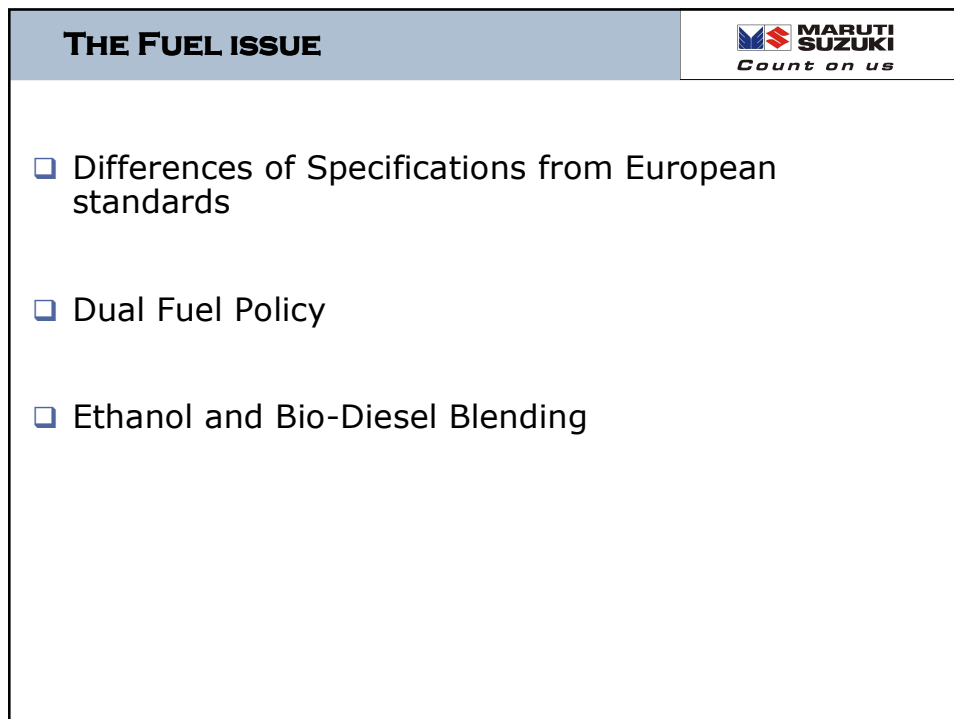 The Fuel issue
MARUTI
SUZUKI
Count on us
Differences of Specifications from European
standards
Dual Fuel Policy
Ethanol and Bio-Diesel Blending